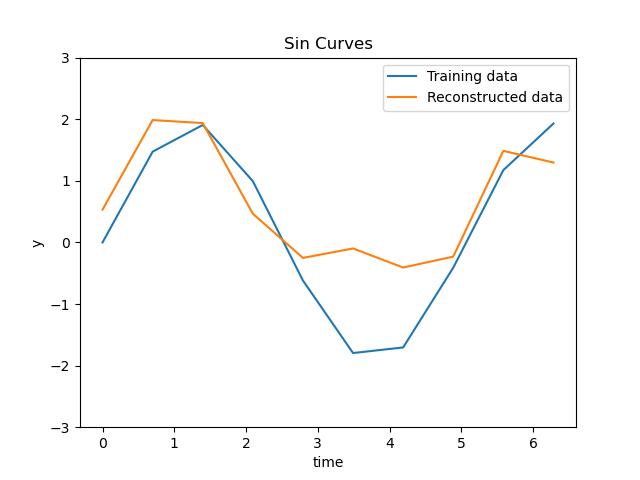 Sin Curves
Training data
Reconstructed data
3
2
1
0
−1
−2
−3
y
0 1 2 3 4 5 6
time